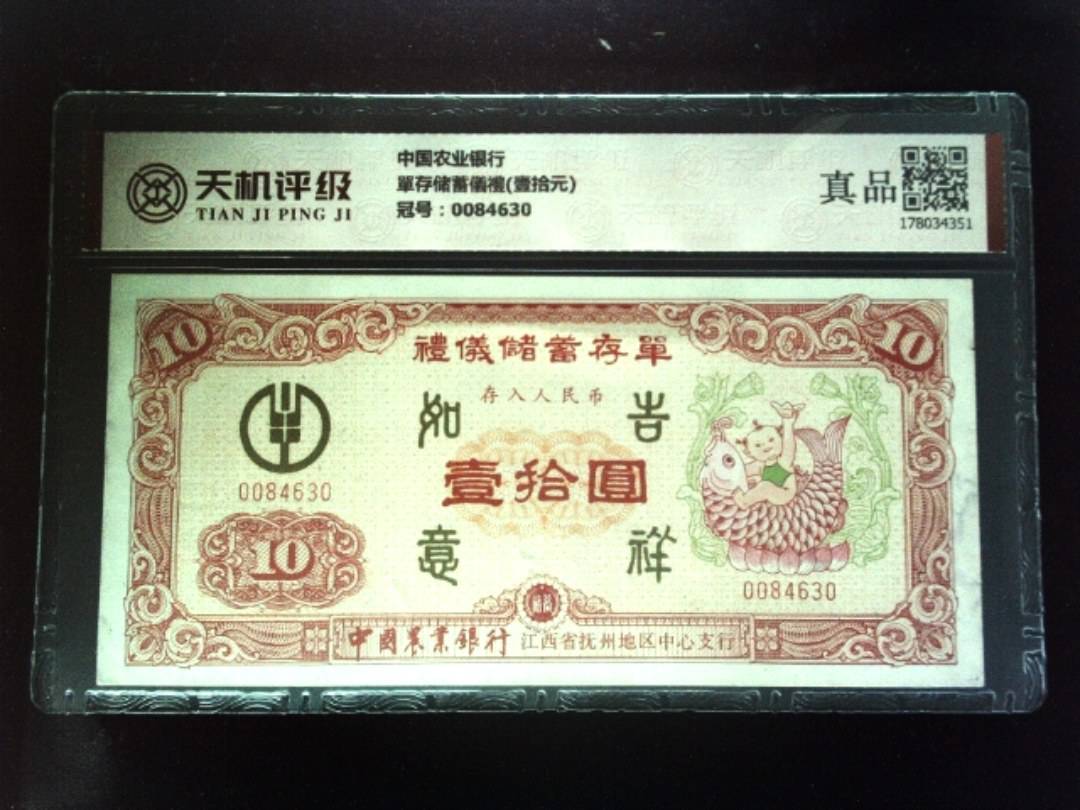 天机评级
TIAN JI PING JI
中国农业银行
單存储蓄儀禮(壹拾元)
冠号：0084630
真品
178034351
10
10
禮儀儲蓄存單
存入人民币
如 吉
壹拾圓
意 祥
0084630
10
0084630
中國農業銀行 江西省抚州地区中心支行